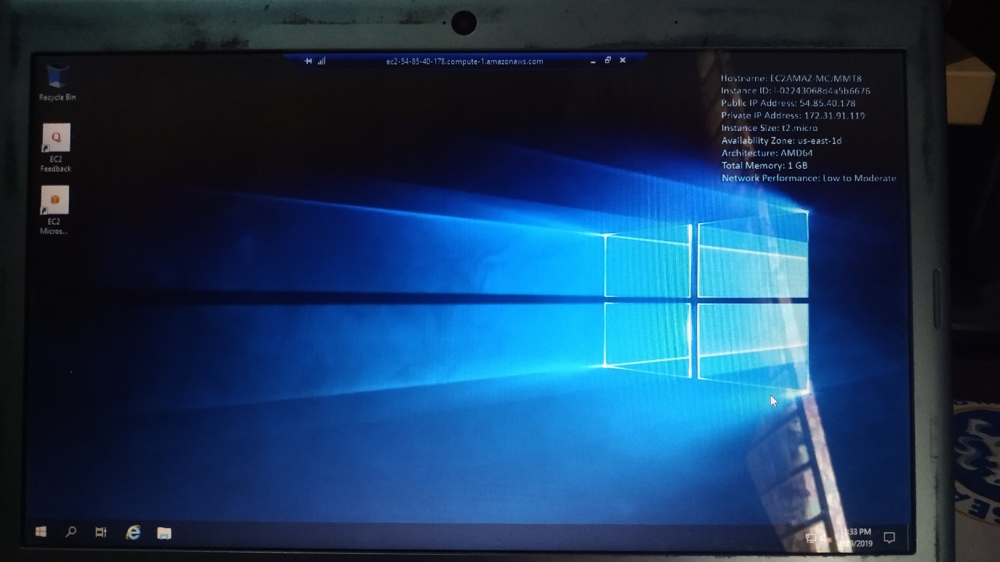 ec2-54-85-40-178.compute-1.amazonaws.com
Recycle Bin
EC2
Feedback
EC2
Micros...
Hostname: EC2AMAZ-MCJMMT8
Instance ID: i-02243068d4a5b6676
Public IP Address: 54.85.40.178
Private IP Address: 172.31.91.119
Instance Size: t2.micro
Availability Zone: us-east-1d
Architecture: AMD64
Total Memory: 1 GB
Network Performance: Low to Moderate
:33 PM
/2019